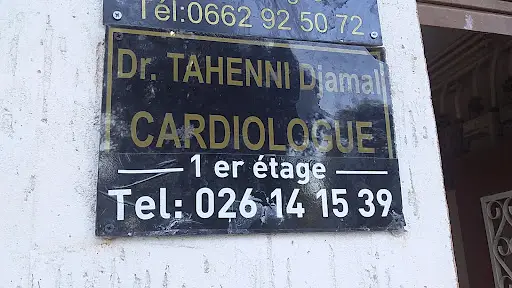 Tél:0662 92 50 72
Dr. TAHENNI Djamal
CARDIOLOGUE
1 er étage
Tel: 026 14 15 39